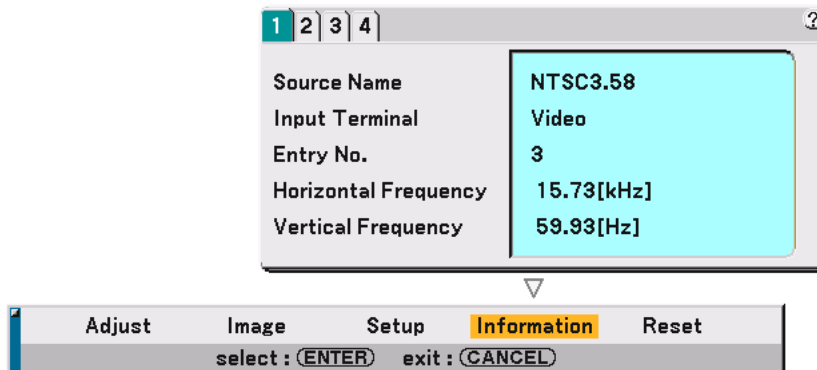 1 2 3 4 ?
Source Name NTSC3.58
Input Terminal Video
Entry No. 3
Horizontal Frequency 15.73[kHz]
Vertical Frequency 59.93[Hz]
Adjust Image Setup Information Reset
select : ENTER exit : CANCEL